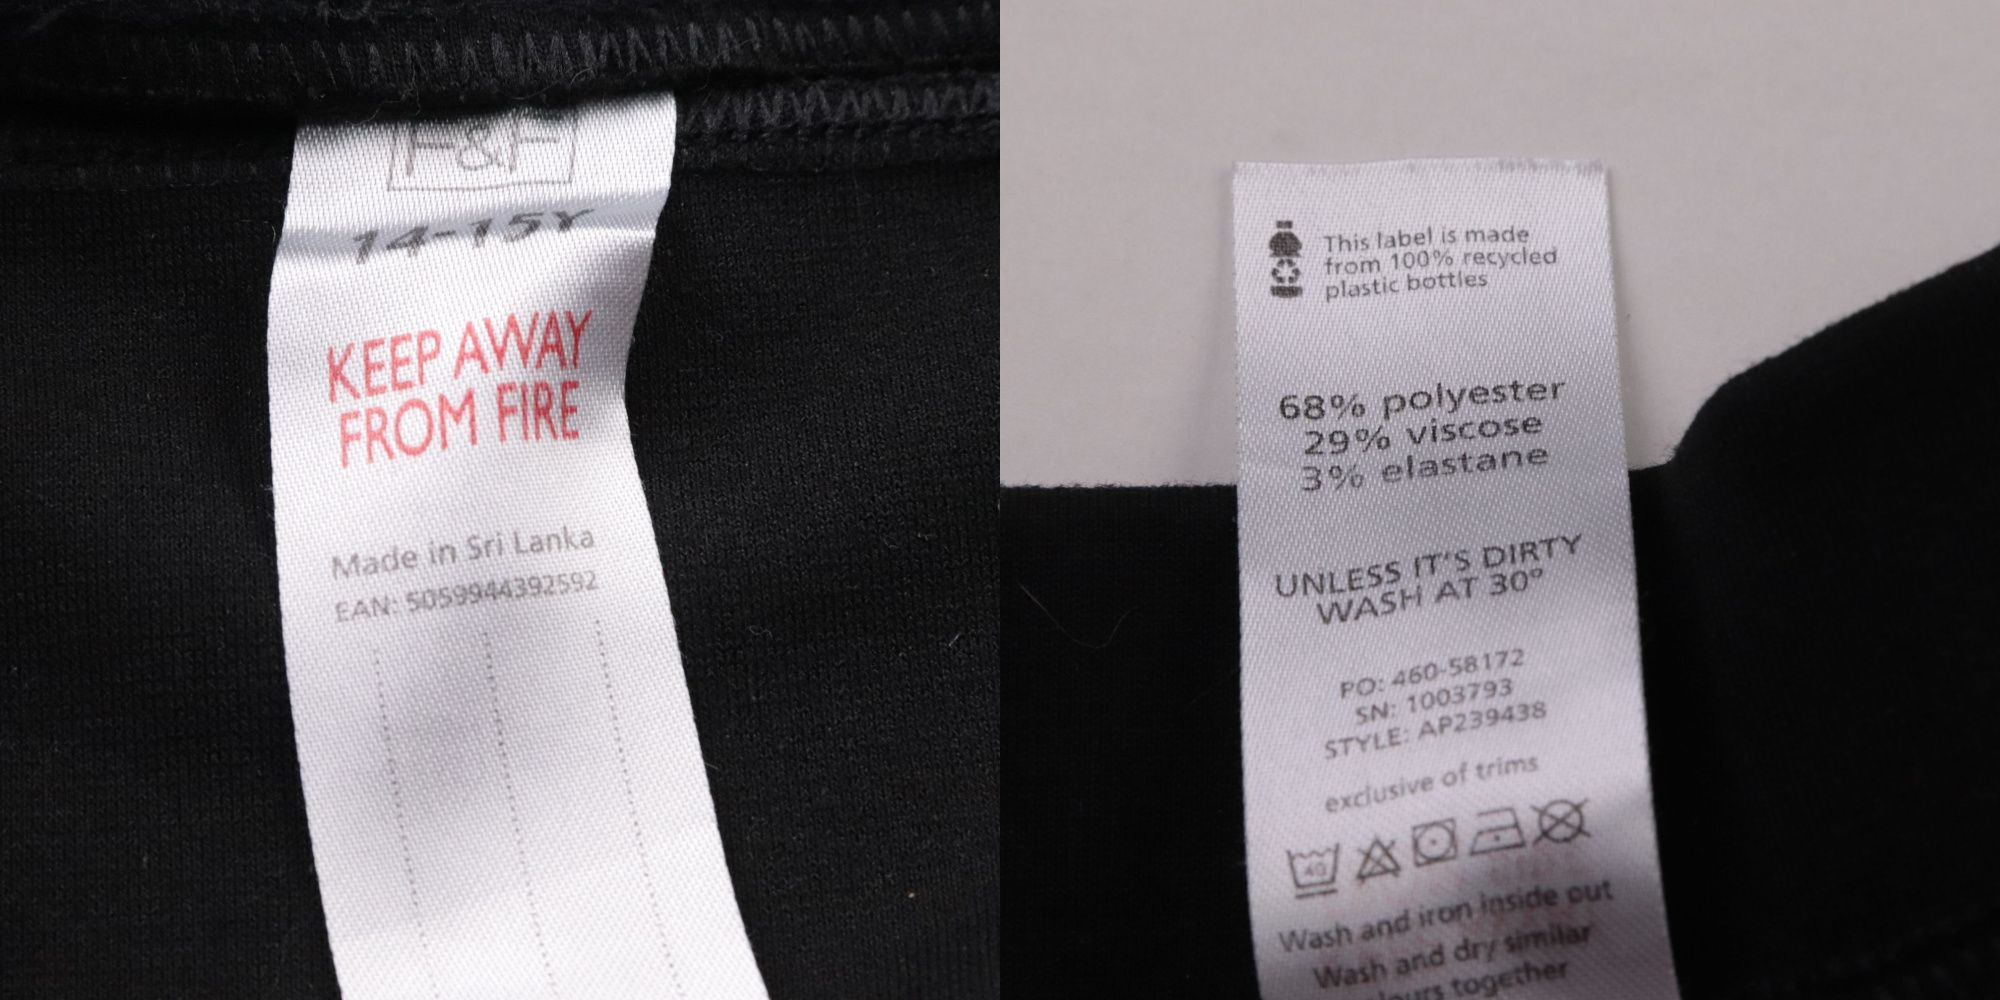 F&F
14-15Y
KEEP AWAY
FROM FIRE
Made in Sri Lanka
EAN: 5059944392592
This label is made
from 100% recycled
plastic bottles
68% polyester
29% viscose
3% elastane
UNLESS IT'S DIRTY
WASH AT 30°
PO: 460-58172
SN: 1003793
STYLE: AP239438
exclusive of trims
40
Wash and iron inside out
Wash and dry similar
together